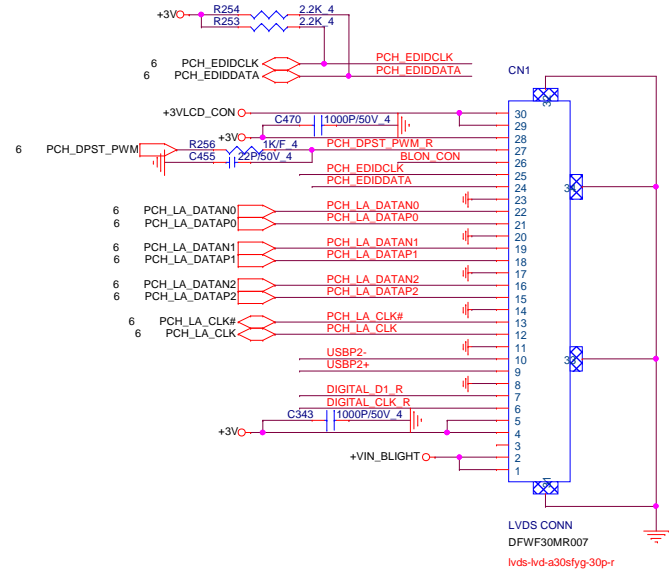 R254 2.2K_4
+3V
R253 2.2K_4
6 PCH_EDIDCLK PCH_EDIDCLK
6 PCH_EDIDDATA PCH_EDIDDATA
CN1
+3VLCD_CON 30
C470 1000P/50V_4 29
+3V 28
6 PCH_DPST_PWM R256 1K/F_4 PCH_DPST_PWM_R 27
C455 22P/50V_4 BLON_CON 26
PCH_EDIDCLK 25
PCH_EDIDDATA 24
23
6 PCH_LA_DATAN0 PCH_LA_DATAN0 22
6 PCH_LA_DATAP0 PCH_LA_DATAP0 21
20
6 PCH_LA_DATAN1 PCH_LA_DATAN1 19
6 PCH_LA_DATAP1 PCH_LA_DATAP1 18
17
6 PCH_LA_DATAN2 PCH_LA_DATAN2 16
6 PCH_LA_DATAP2 PCH_LA_DATAP2 15
14
6 PCH_LA_CLK# PCH_LA_CLK# 13
6 PCH_LA_CLK PCH_LA_CLK 12
11
USBP2- 10
USBP2+ 9
8
DIGITAL_D1_R 7
DIGITAL_CLK_R 6
C343 1000P/50V_4 5
+3V 4
3
+VIN_BLIGHT 2
1
LVDS CONN
DFWF30MR007
lvds-lvd-a30sfyg-30p-r